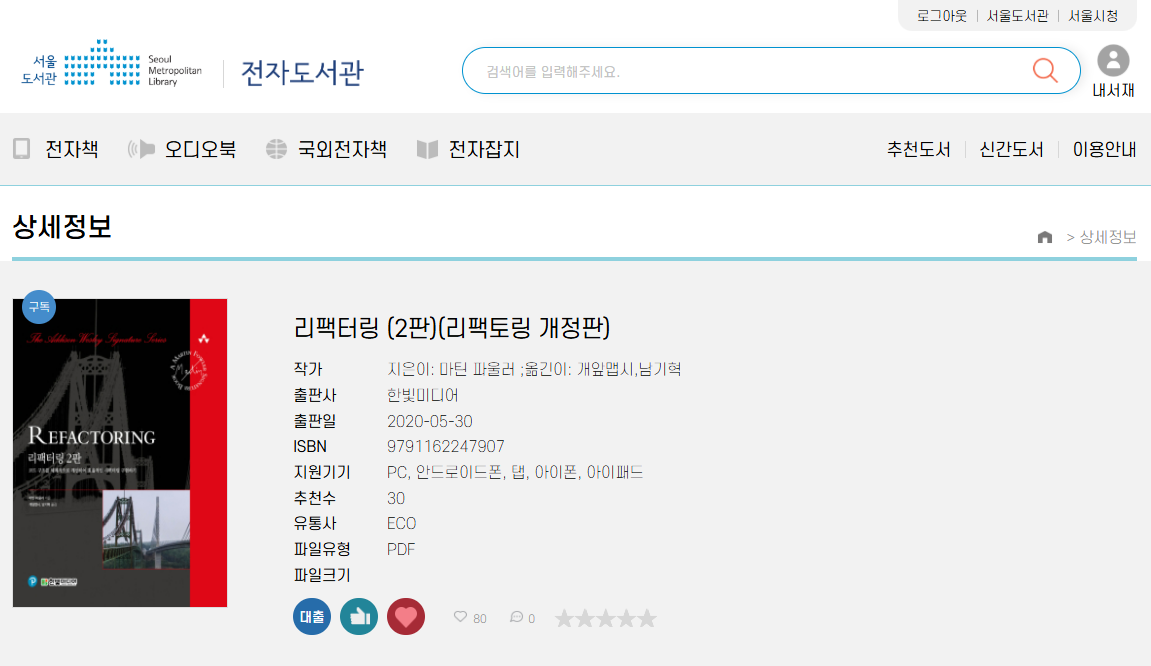 로그아웃 | 서울도서관 | 서울시청
서울
도서관
Seoul
Metropolitan
Library
전자도서관
검색어를 입력해주세요.
내서재
전자책 오디오북 국외전자책 전자잡지
추천도서 | 신간도서 | 이용안내
상세정보
> 상세정보
구독
The Addison Wesley Signature Series
REFACTORING
리팩터링 2판
리팩터링 (2판)(리팩토링 개정판)
작가 지은이: 마틴 파울러 ;옮긴이: 개앞맵시,남기혁
출판사 한빛미디어
출판일 2020-05-30
ISBN 9791162247907
지원기기 PC, 안드로이드폰, 탭, 아이폰, 아이패드
추천수 30
유통사 ECO
파일유형 PDF
파일크기
대출 80 0